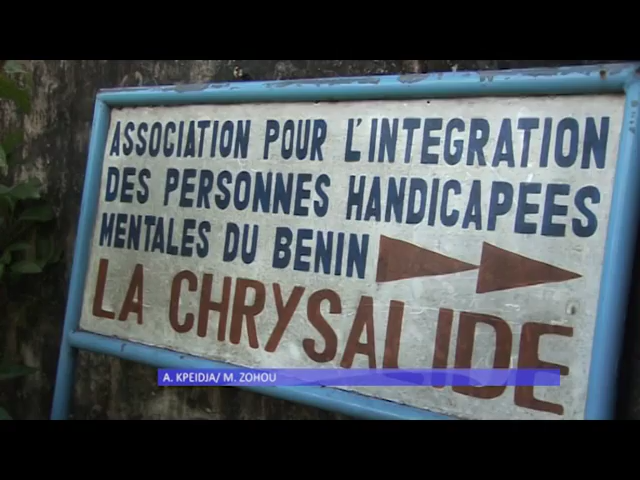 ASSOCIATION POUR L'INTEGRATION
DES PERSONNES HANDICAPEES
MENTALES DU BENIN
LA CHRYSALIDE
A. KPEIDJA/ M. ZOHOU